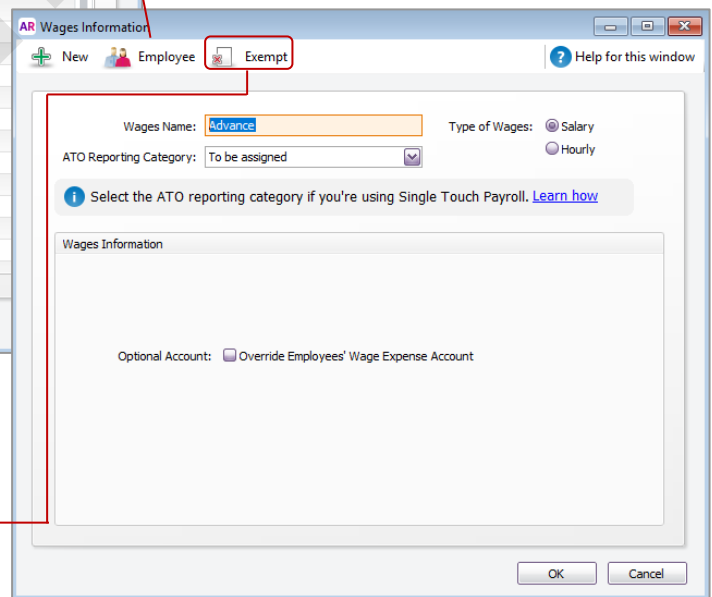 AR Wages Information
New Employee Exempt Help for this window
Wages Name: Advance Type of Wages: Salary
Hourly
ATO Reporting Category: To be assigned
Select the ATO reporting category if you're using Single Touch Payroll. Learn how
Wages Information
Optional Account: Override Employees' Wage Expense Account
OK Cancel